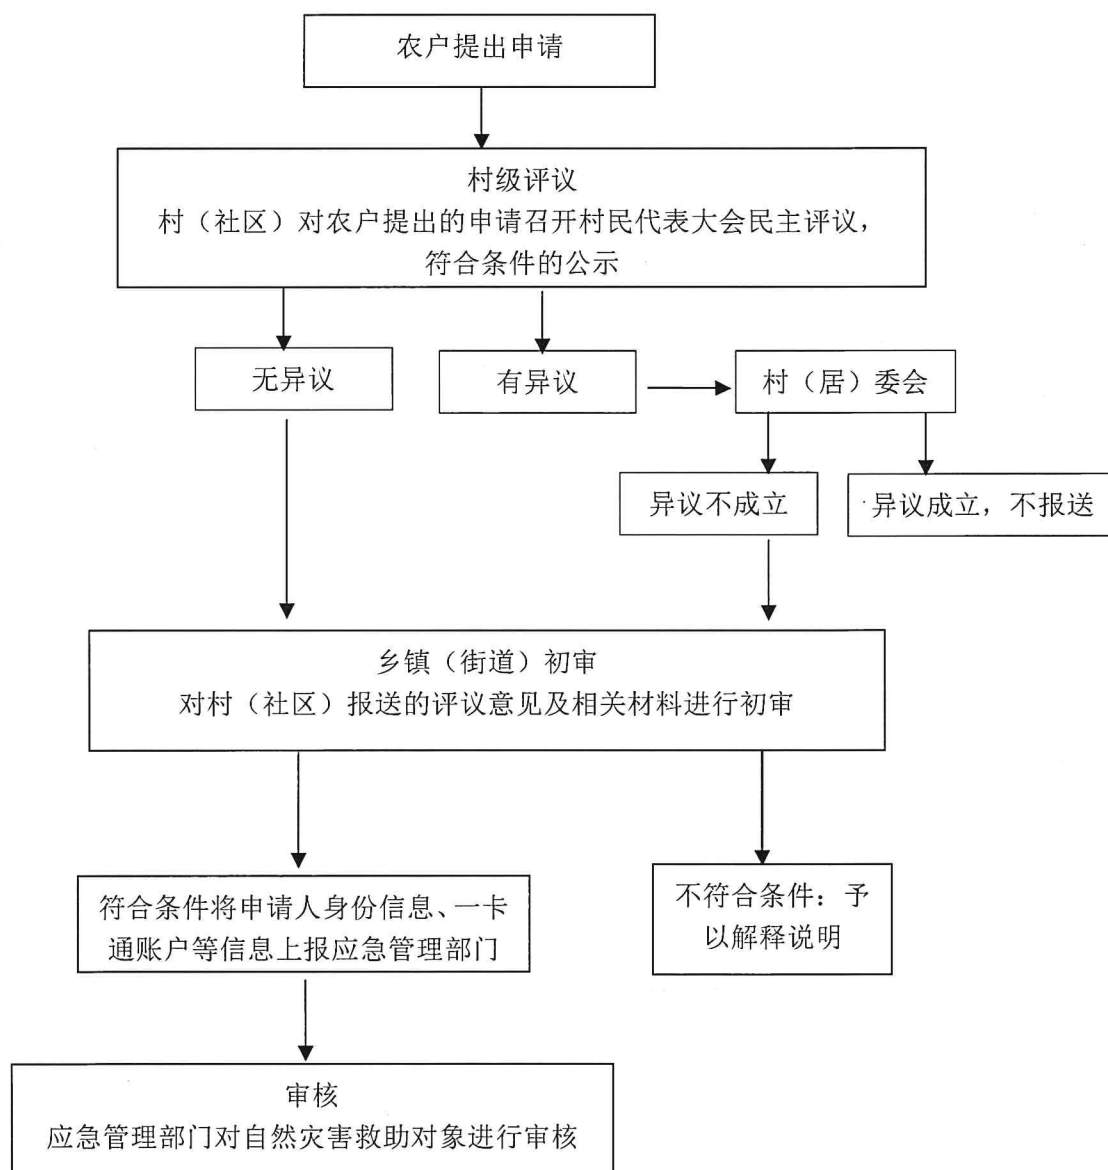 农户提出申请
村级评议
村（社区）对农户提出的申请召开村民代表大会民主评议，
符合条件的公示
无异议
有异议
村（居）委会
异议不成立
异议成立，不报送
乡镇（街道）初审
对村（社区）报送的评议意见及相关材料进行初审
符合条件将申请人身份信息、一卡
通账户等信息上报应急管理部门
不符合条件：予
以解释说明
审核
应急管理部门对自然灾害救助对象进行审核